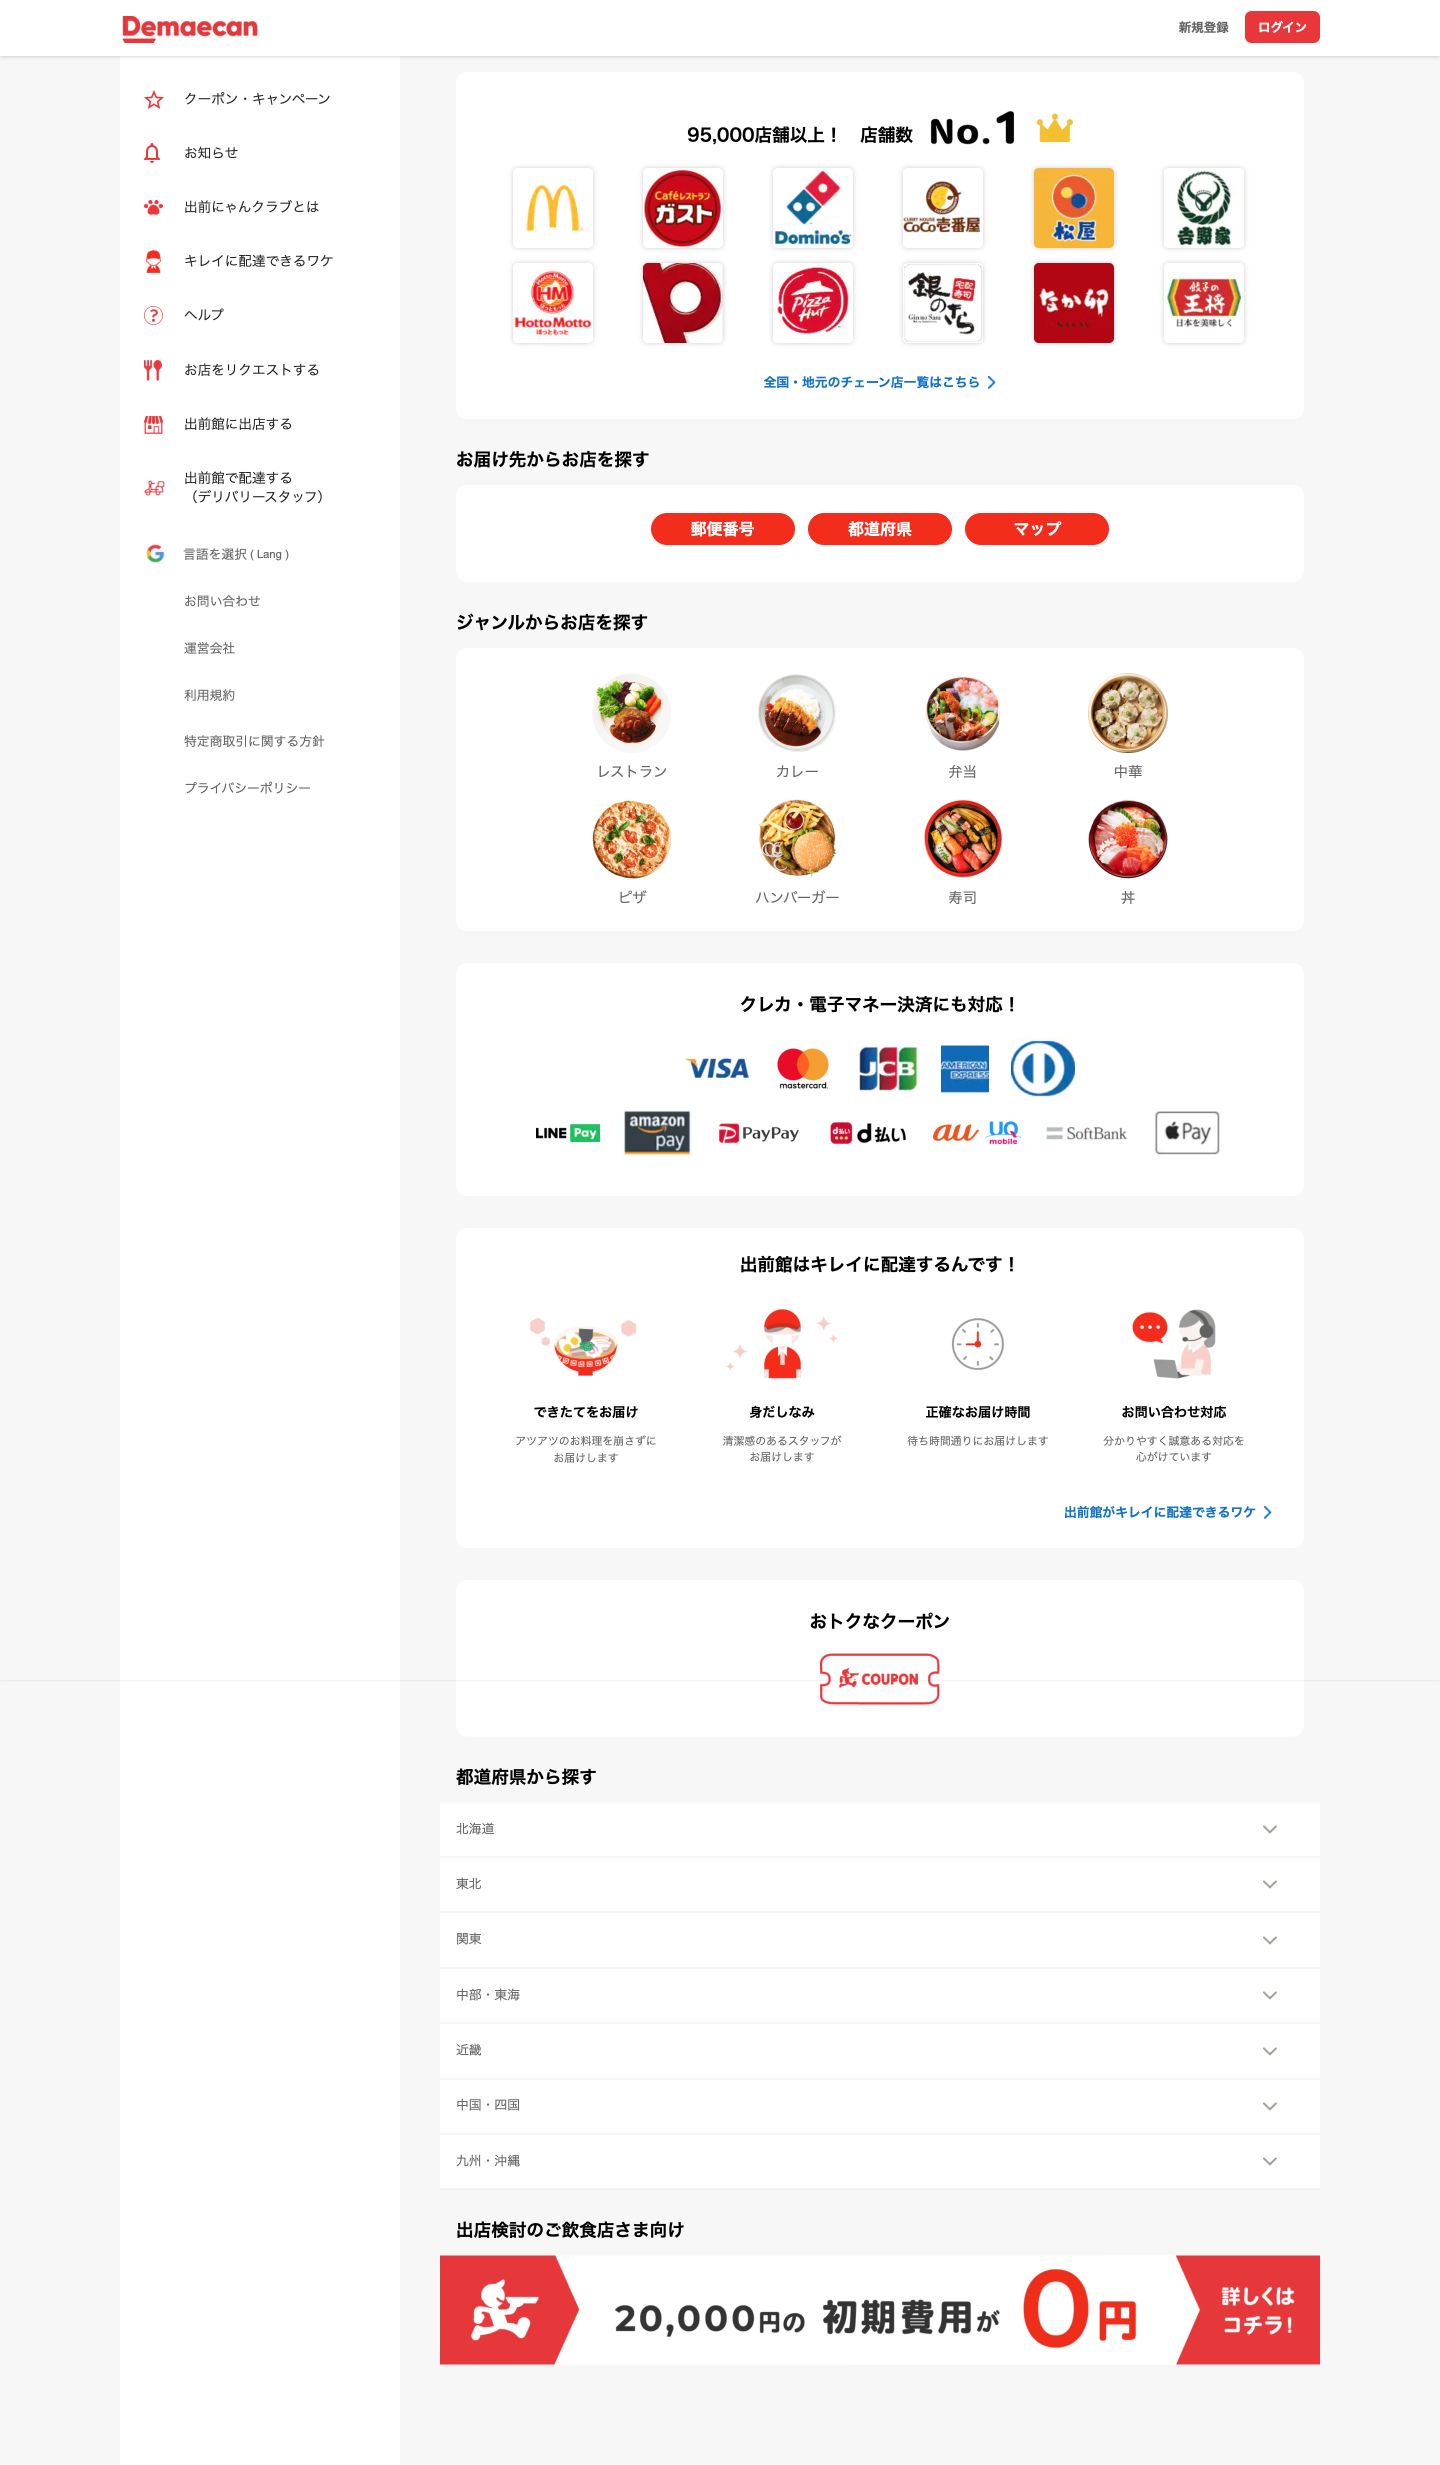 Demaecan
新規登録
ログイン
クーポン・キャンペーン
お知らせ
出前にゃんクラブとは
キレイに配達できるワケ
ヘルプ
お店をリクエストする
出前館に出店する
出前館で配達する
（デリバリースタッフ）
言語を選択 ( Lang )
お問い合わせ
運営会社
利用規約
特定商取引に関する方針
プライバシーポリシー
95,000店舗以上！　店舗数 No.1
Caféレストラン
ガスト
Domino's
CURRY HOUSE
CoCo壱番屋
松屋
吉野家
Hotto Motto
HM
HottoMotto
ほっともっと
Pizza
Hut
銀のさら
宅配
寿司
Gin no Sara
なか卯
NAKAU
餃子の
王将
日本を美味しく
全国・地元のチェーン店一覧はこちら
お届け先からお店を探す
郵便番号
都道府県
マップ
ジャンルからお店を探す
レストラン
カレー
弁当
中華
ピザ
ハンバーガー
寿司
丼
クレカ・電子マネー決済にも対応！
VISA
mastercard.
JCB
AMERICAN
EXPRESS
LINE Pay
amazon
pay
PayPay
d払い
d払い
au
UQ
mobile
SoftBank
Pay
出前館はキレイに配達するんです！
できたてをお届け
アツアツのお料理を崩さずに
お届けします
身だしなみ
清潔感のあるスタッフが
お届けします
正確なお届け時間
待ち時間通りにお届けします
お問い合わせ対応
分かりやすく誠意ある対応を
心がけています
出前館がキレイに配達できるワケ
おトクなクーポン
COUPON
都道府県から探す
北海道
東北
関東
中部・東海
近畿
中国・四国
九州・沖縄
出店検討のご飲食店さま向け
20,000円の 初期費用が 0円
詳しくは
コチラ！